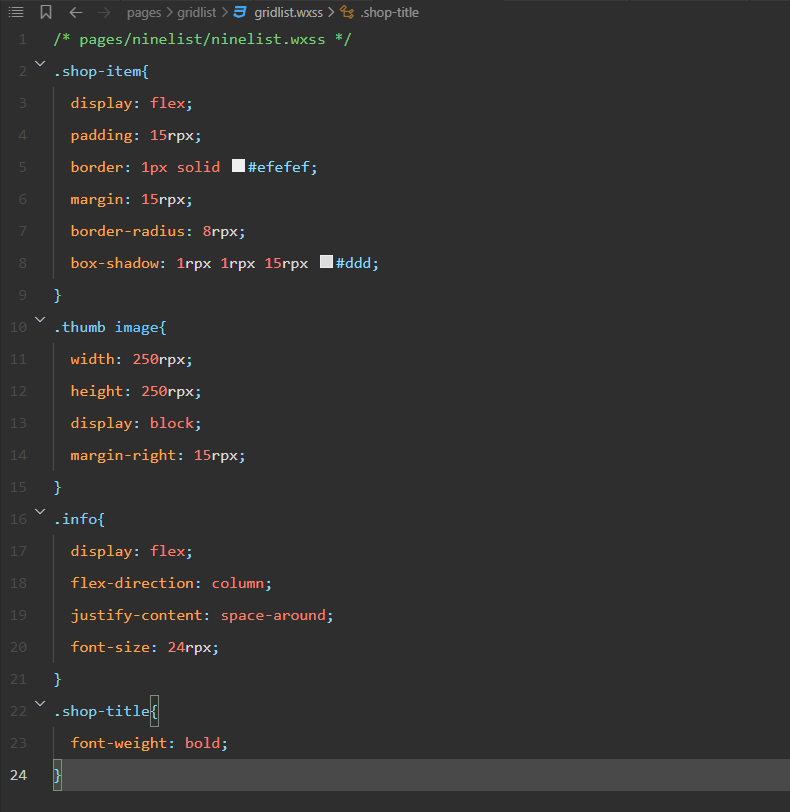 pages > gridlist > gridlist.wxss > .shop-title
1 /* pages/ninelist/ninelist.wxss */
2 .shop-item{
3   display: flex;
4   padding: 15rpx;
5   border: 1px solid #efefef;
6   margin: 15rpx;
7   border-radius: 8rpx;
8   box-shadow: 1rpx 1rpx 15rpx #ddd;
9 }
10 .thumb image{
11   width: 250rpx;
12   height: 250rpx;
13   display: block;
14   margin-right: 15rpx;
15 }
16 .info{
17   display: flex;
18   flex-direction: column;
19   justify-content: space-around;
20   font-size: 24rpx;
21 }
22 .shop-title{
23   font-weight: bold;
24 }